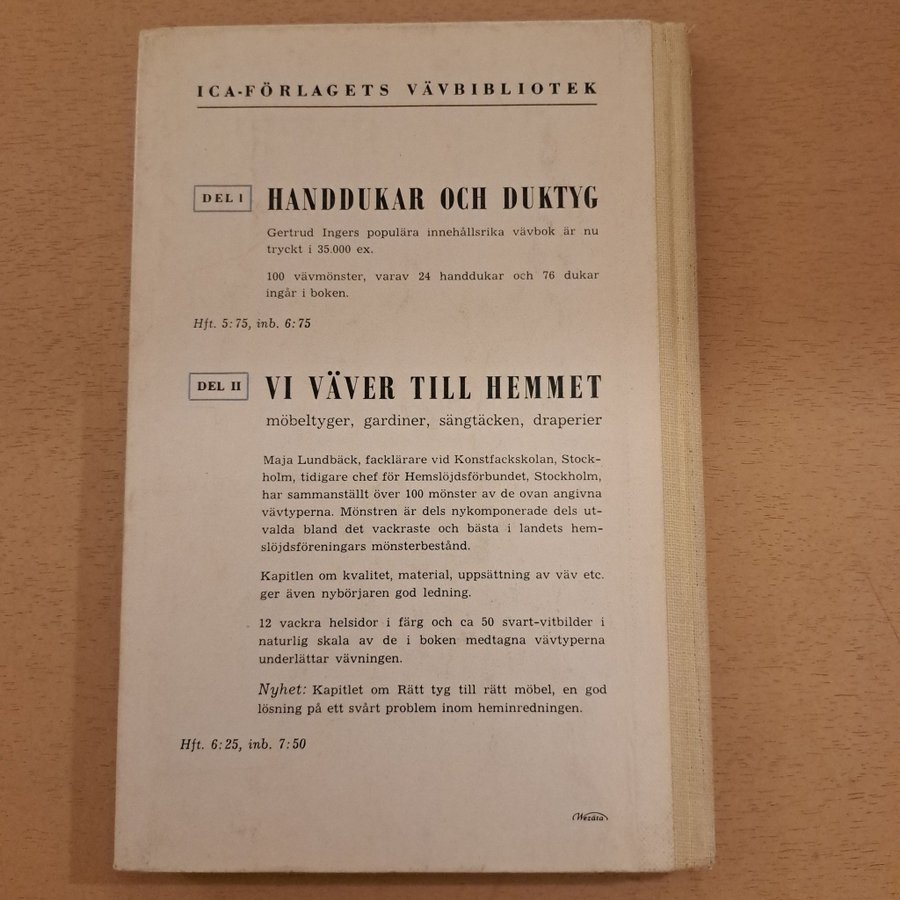 ICA-FÖRLAGETS VÄVBIBLIOTEK
DEL I HANDDUKAR OCH DUKTYG
Gertrud Ingers populära innehållsrika vävbok är nu
tryckt i 35.000 ex.
100 vävmönster, varav 24 handdukar och 76 dukar
ingår i boken.
Hft. 5:75, inb. 6:75
DEL II VI VÄVER TILL HEMMET
möbeltyger, gardiner, sängtäcken, draperier
Maja Lundbäck, facklärare vid Konstfackskolan, Stock-
holm, tidigare chef för Hemslöjdsförbundet, Stockholm,
har sammanställt över 100 mönster av de ovan angivna
vävtyperna. Mönstren är dels nykomponerade dels ut-
valda bland det vackraste och bästa i landets hem-
slöjdsföreningars mönsterbestånd.
Kapitlen om kvalitet, material, uppsättning av väv etc.
ger även nybörjaren god ledning.
12 vackra helsidor i färg och ca 50 svart-vitbilder i
naturlig skala av de i boken medtagna vävtyperna
underlättar vävningen.
Nyhet: Kapitlet om Rätt tyg till rätt möbel, en god
lösning på ett svårt problem inom heminredningen.
Hft. 6:25, inb. 7:50
Wezäta